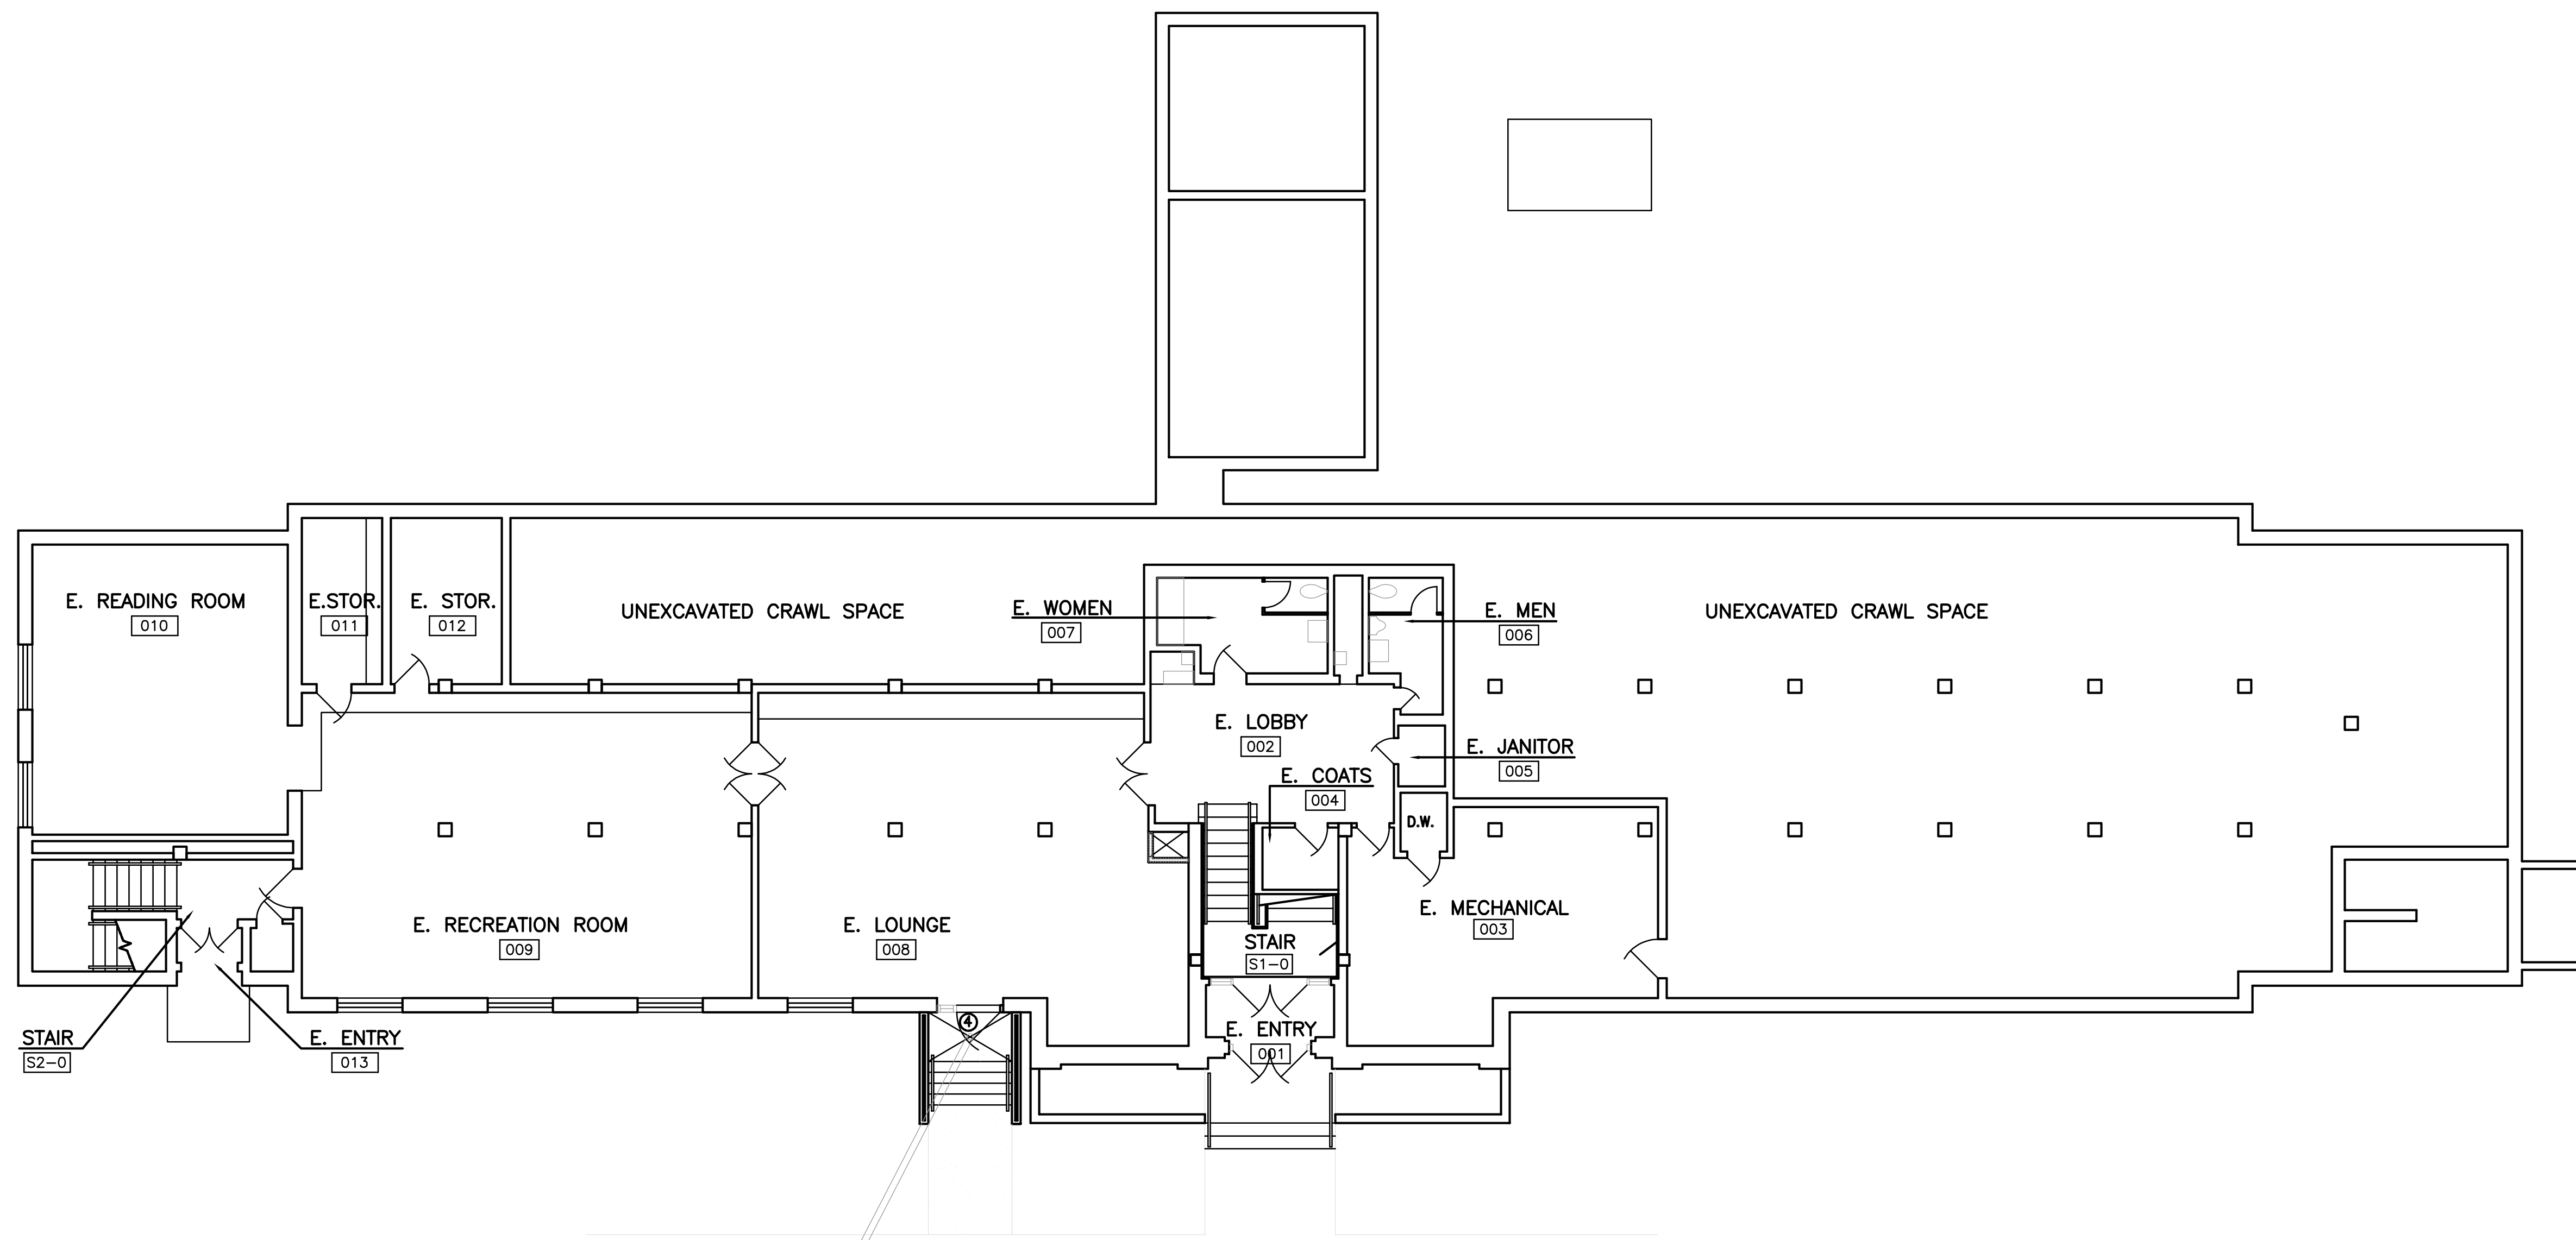 E. READING ROOM
010
E.STOR.
011
E. STOR.
012
UNEXCAVATED CRAWL SPACE
E. WOMEN
007
E. MEN
006
UNEXCAVATED CRAWL SPACE
E. LOBBY
002
E. JANITOR
005
E. COATS
004
D.W.
E. RECREATION ROOM
009
E. LOUNGE
008
STAIR
S1-0
E. MECHANICAL
003
STAIR
S2-0
E. ENTRY
013
4
E. ENTRY
001